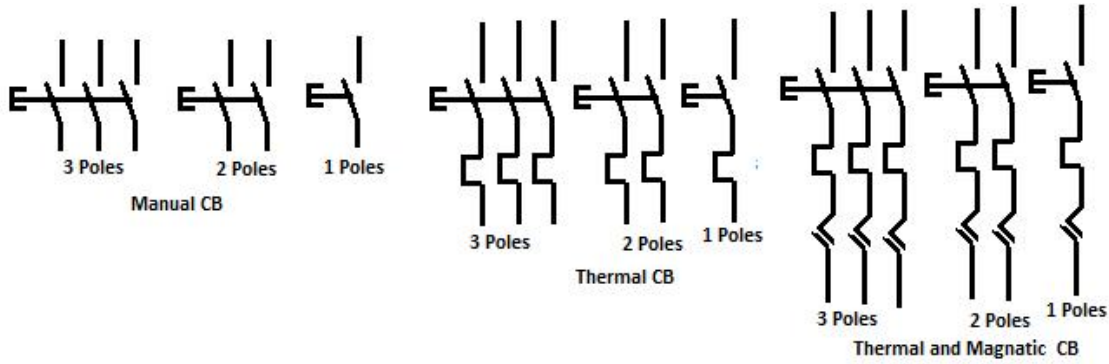 3 Poles
2 Poles
1 Poles
Manual CB
3 Poles
2 Poles
1 Poles
Thermal CB
3 Poles
2 Poles
1 Poles
Thermal and Magnatic CB